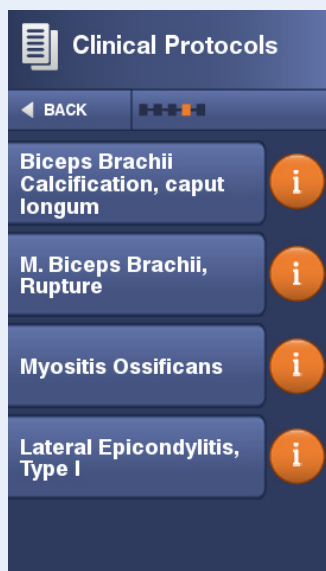 Clinical Protocols
BACK
Biceps Brachii
Calcification, caput
longum
i
M. Biceps Brachii,
Rupture
i
Myositis Ossificans
i
Lateral Epicondylitis,
Type I
i